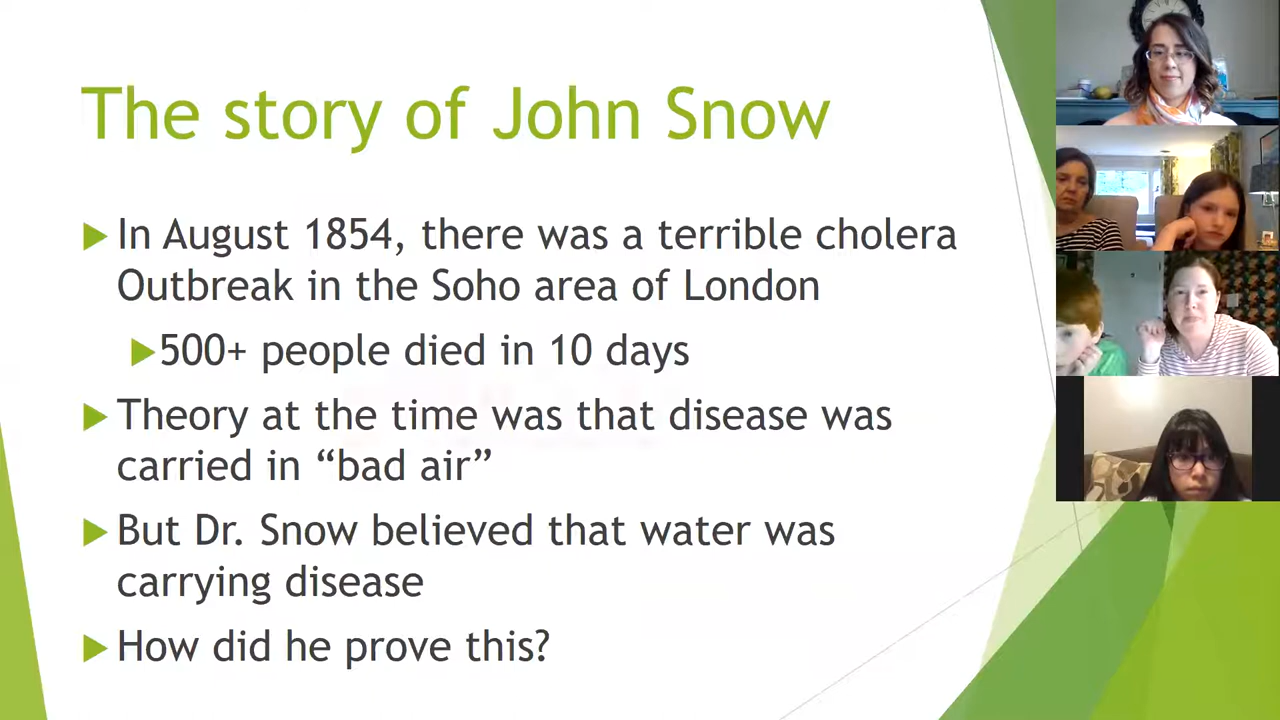 The story of John Snow
In August 1854, there was a terrible cholera
Outbreak in the Soho area of London
500+ people died in 10 days
Theory at the time was that disease was
carried in “bad air”
But Dr. Snow believed that water was
carrying disease
How did he prove this?